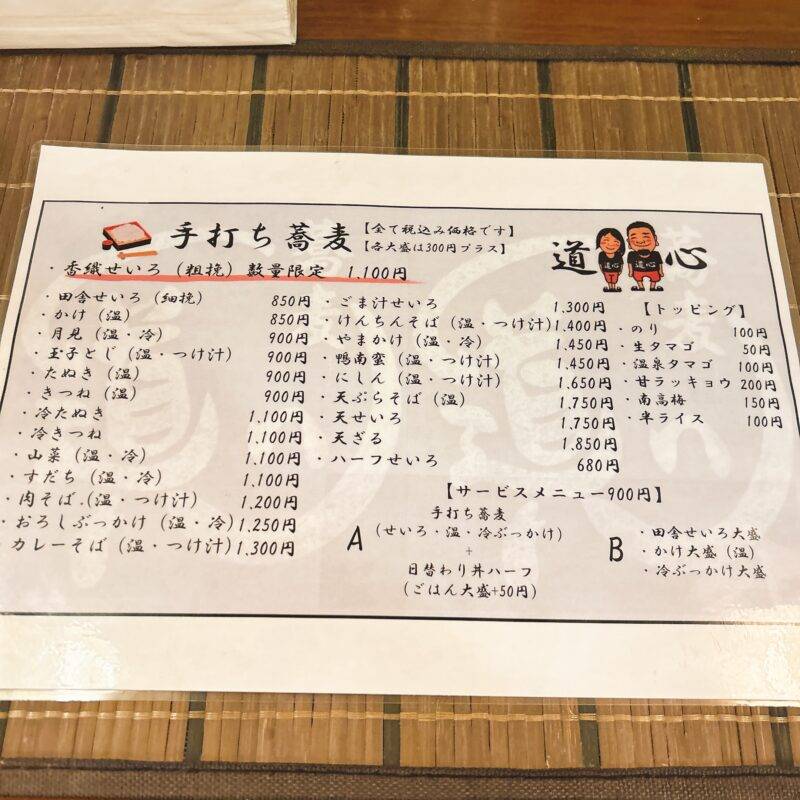 手打ち蕎麦
【全て税込み価格です】
【各大盛は300円プラス】
道心
道心
道心
・香織せいろ（粗挽）数量限定 1,100円
・田舎せいろ（細挽） 850円
・かけ（温） 850円
・月見（温・冷） 900円
・玉子とじ（温・つけ汁） 900円
・たぬき（温） 900円
・きつね（温） 900円
・冷たぬき 1,100円
・冷きつね 1,100円
・山菜（温・冷） 1,100円
・すだち（温・冷） 1,100円
・肉そば.（温・つけ汁） 1,200円
・おろしぶっかけ（温・冷） 1,250円
・カレーそば（温・つけ汁） 1,300円
・ごま汁せいろ 1,300円
・けんちんそば（温・つけ汁） 1,400円
・やまかけ（温・冷） 1,450円
・鴨南蛮（温・つけ汁） 1,450円
・にしん（温・つけ汁） 1,650円
・天ぷらそば（温） 1,750円
・天せいろ 1,750円
・天ざる 1,850円
・ハーフせいろ 680円
【トッピング】
・のり 100円
・生タマゴ 50円
・温泉タマゴ 100円
・甘ラッキョウ 200円
・南高梅 150円
・半ライス 100円
【サービスメニュー900円】
A
手打ち蕎麦
（せいろ・温・冷ぶっかけ）
+
日替わり丼ハーフ
（ごはん大盛+50円）
B
・田舎せいろ大盛
・かけ大盛（温）
・冷ぶっかけ大盛